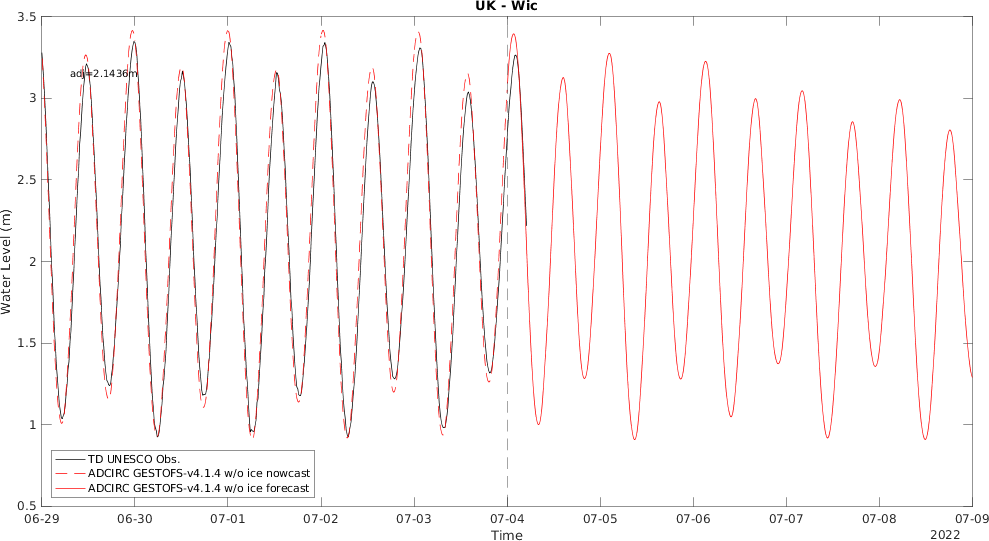 UK - Wic
3.5
3
2.5
2
1.5
1
0.5
Water Level (m)
adj=2.1436m
TD UNESCO Obs.
ADCIRC GESTOFS-v4.1.4 w/o ice nowcast
ADCIRC GESTOFS-v4.1.4 w/o ice forecast
06-29 06-30 07-01 07-02 07-03 07-04 07-05 07-06 07-07 07-08 07-09
Time
2022